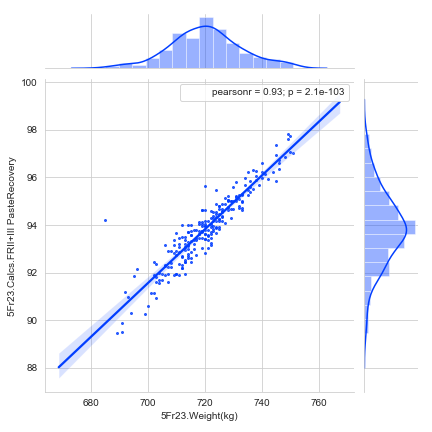 pearsonr = 0.93; p = 2.1e-103
100
98
96
94
92
90
88
5Fr23.Calcs.FRII+III PasteRecovery
680 700 720 740 760
5Fr23.Weight(kg)